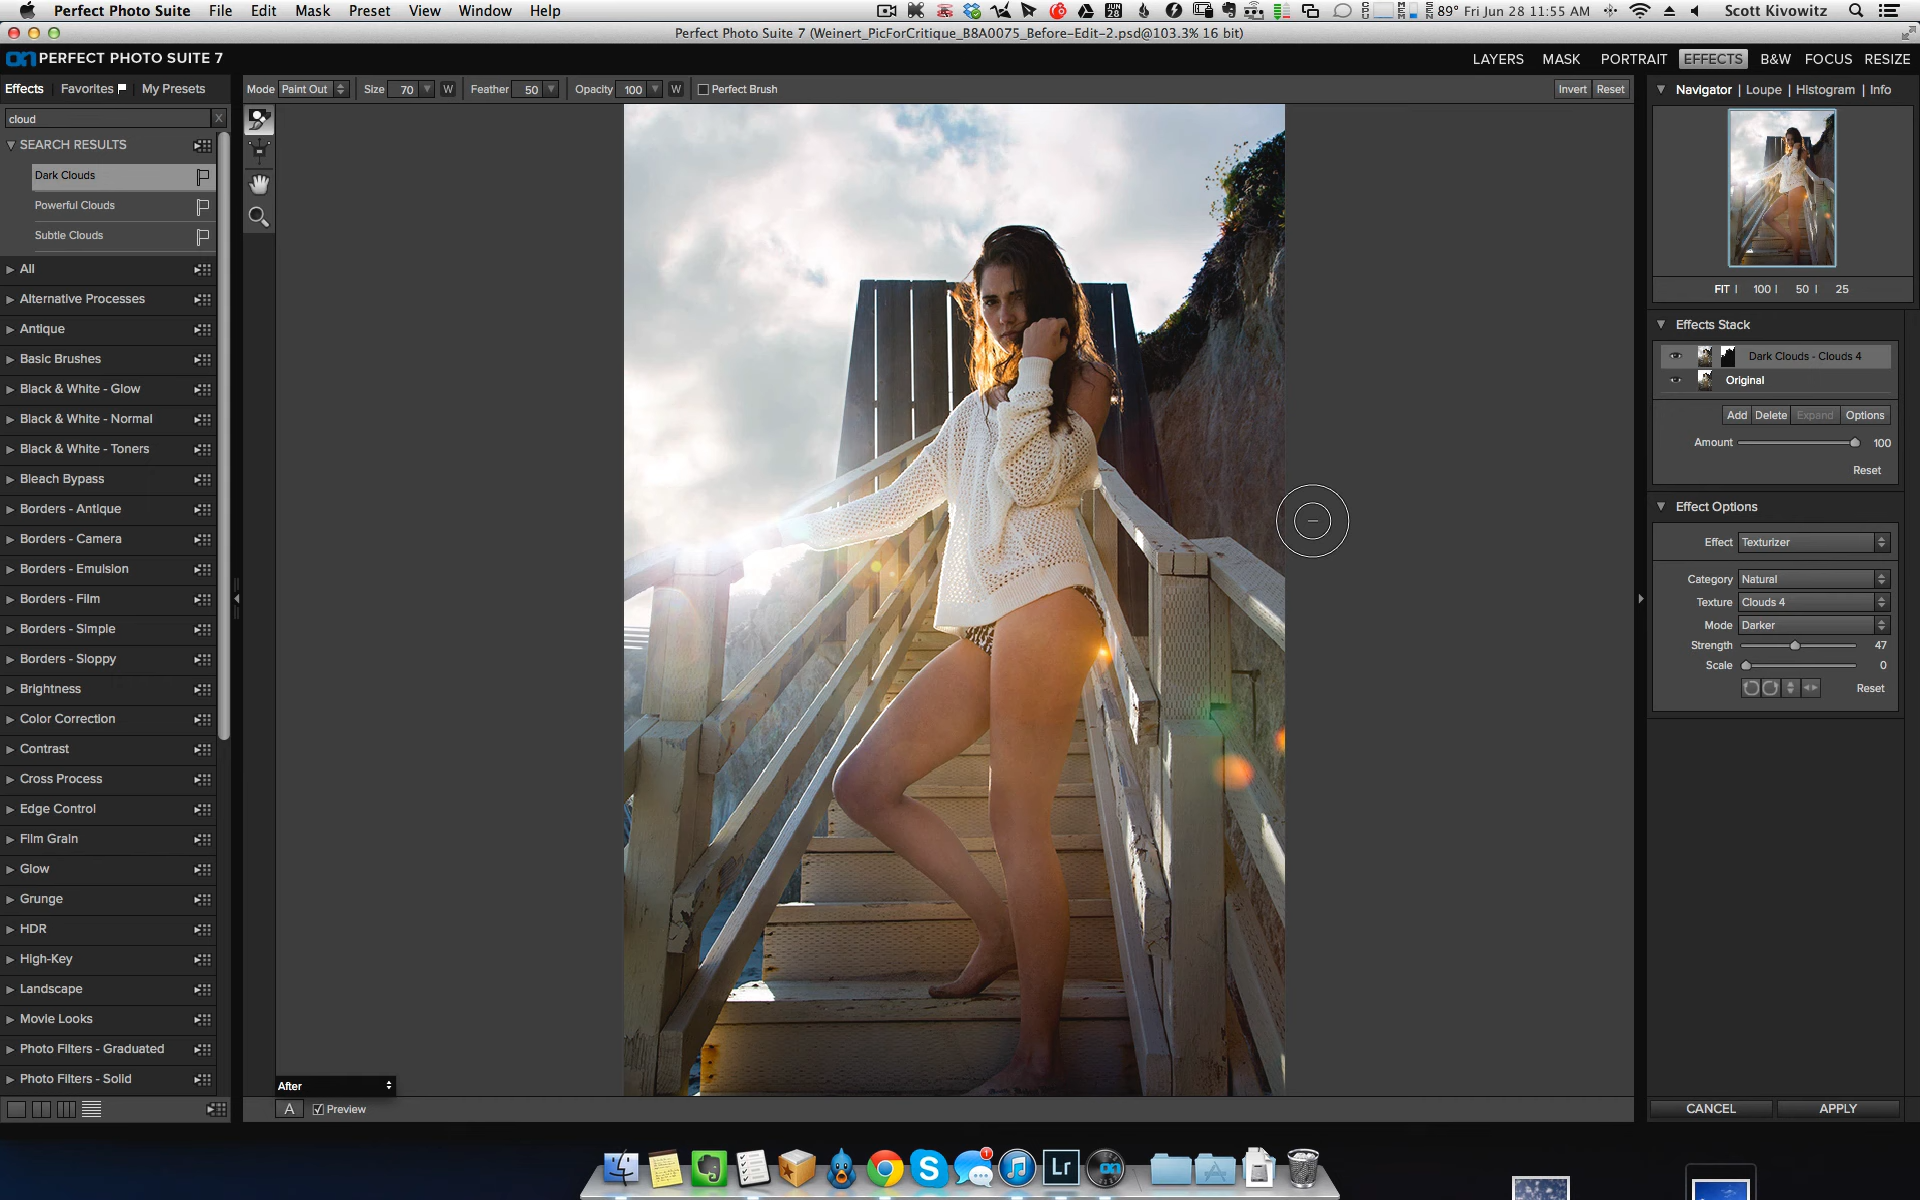 Perfect Photo Suite File Edit Mask Preset View Window Help
JUN 28
89° Fri Jun 28 11:55 AM Scott Kivowitz
Perfect Photo Suite 7 (Weinert_PicForCritique_B8A0075_Before-Edit-2.psd@103.3% 16 bit)
on PERFECT PHOTO SUITE 7
LAYERS MASK PORTRAIT EFFECTS B&W FOCUS RESIZE
Effects Favorites My Presets
Mode Paint Out Size 70 W Feather 50 Opacity 100 W Perfect Brush Invert Reset
Navigator | Loupe | Histogram | Info
cloud X
SEARCH RESULTS
Dark Clouds
Powerful Clouds
Subtle Clouds
All
Alternative Processes
Antique
Basic Brushes
Black & White - Glow
Black & White - Normal
Black & White - Toners
Bleach Bypass
Borders - Antique
Borders - Camera
Borders - Emulsion
Borders - Film
Borders - Simple
Borders - Sloppy
Brightness
Color Correction
Contrast
Cross Process
Edge Control
Film Grain
Glow
Grunge
HDR
High-Key
Landscape
Movie Looks
Photo Filters - Graduated
Photo Filters - Solid
After
A Preview
FIT | 100 | 50 | 25
Effects Stack
Dark Clouds - Clouds 4
Original
Add Delete Expand Options
Amount 100
Reset
Effect Options
Effect Texturizer
Category Natural
Texture Clouds 4
Mode Darker
Strength 47
Scale 0
Reset
CANCEL APPLY
1
Lr
on